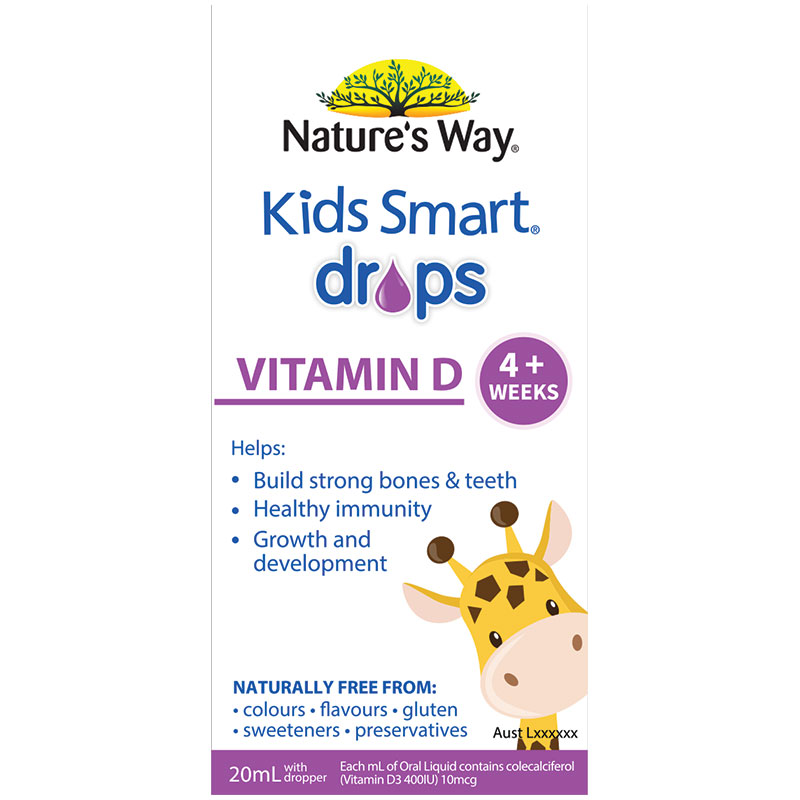 Nature's Way®
Kids Smart®
drops
VITAMIN D
4+
WEEKS
Helps:
• Build strong bones & teeth
• Healthy immunity
• Growth and
development
NATURALLY FREE FROM:
• colours • flavours • gluten
• sweeteners • preservatives
Aust Lxxxxxx
20mL with dropper
Each mL of Oral Liquid contains colecalciferol
(Vitamin D3 400IU) 10mcg